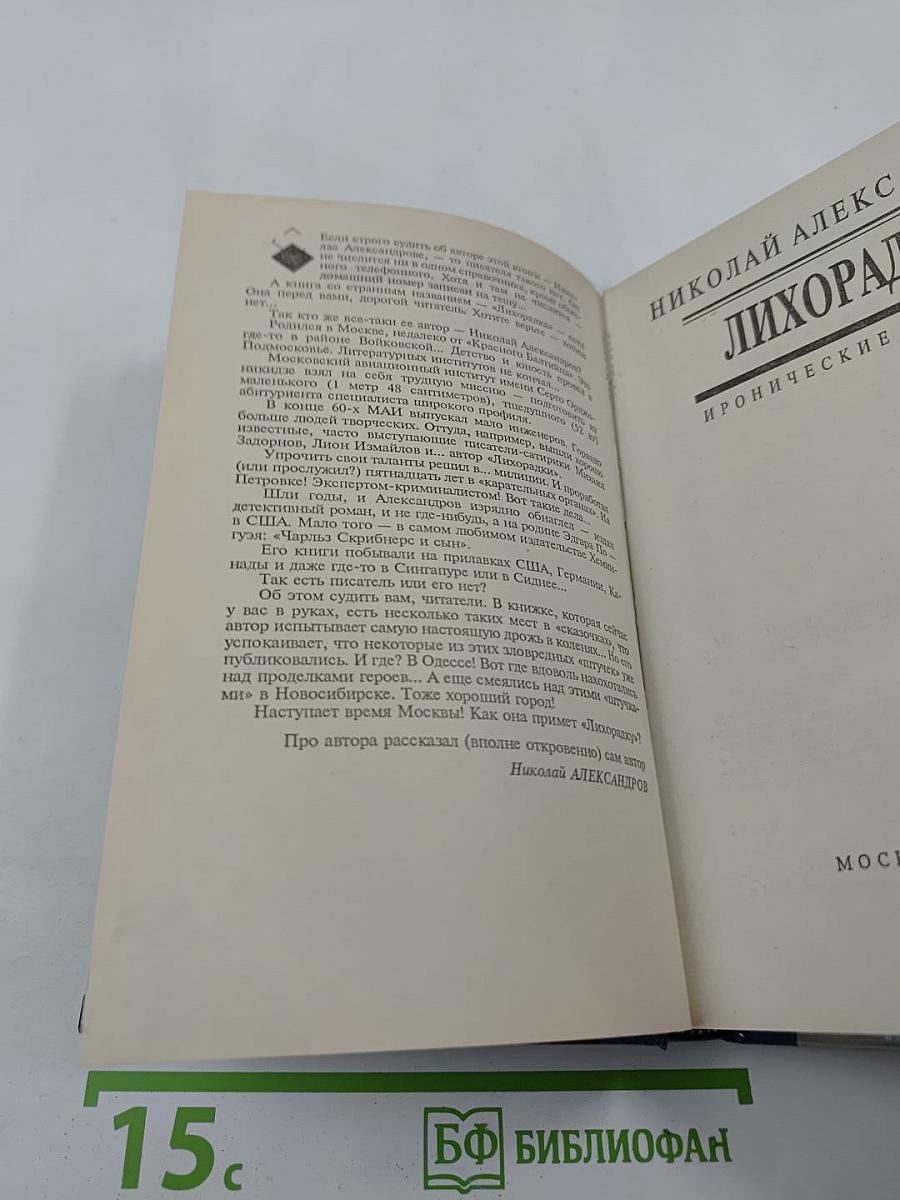 Если строго судить об авторе этой книги — Нико-
лае Александрове, — то писателя такого нет. Он
не числится ни в одном справочнике, кроме обыч-
ного телефонного. Хотя и там не числится —
домашний номер записан на тещу...
А книга со странным названием — «Лихорадка» — есть!
Она перед вами, дорогой читатель. Хотите верьте — хотите
нет...
Так кто же все-таки ее автор — Николай Александров?
Родился в Москве, недалеко от «Красного Балтийца». Это
где-то в районе Войковской... Детство и юность провел в
Подмосковье. Литературных институтов не кончал...
Московский авиационный институт имени Серго Орджо-
никидзе взял на себя трудную миссию — подготовить из
маленького (1 метр 48 сантиметров), тщедушного (52 кг)
абитуриента специалиста широкого профиля.
В конце 60-х МАИ выпускал мало инженеров. Гораздо
больше людей творческих. Оттуда, например, вышли хорошо
известные, часто выступающие писатели-сатирики Михаил
Задорнов, Лион Измайлов и... автор «Лихорадки».
Упрочить свои таланты решил в... милиции. И проработал
(или прослужил?) пятнадцать лет в «карательных органах». На
Петровке! Экспертом-криминалистом! Вот такие дела...
Шли годы, и Александров изрядно обнаглел — издал
детективный роман, и не где-нибудь, а на родине Эдгара По —
в США. Мало того — в самом любимом издательстве Хемин-
гуэя: «Чарльз Скрибнерс и сын».
Его книги побывали на прилавках США, Германии, Ка-
нады и даже где-то в Сингапуре или в Сиднее...
Так есть писатель или его нет?
Об этом судить вам, читатели. В книжке, которая сейчас
у вас в руках, есть несколько таких мест в «сказочках», что
автор испытывает самую настоящую дрожь в коленях... Но его
успокаивает, что некоторые из этих зловредных «штучек» уже
публиковались. И где? В Одессе! Вот где вдоволь нахохотались
над проделками героев... А еще смеялись над этими «штучка-
ми» в Новосибирске. Тоже хороший город!
Наступает время Москвы! Как она примет «Лихорадку»?
Про автора рассказал (вполне откровенно) сам автор
Николай АЛЕКСАНДРОВ
НИКОЛАЙ АЛЕКС
ЛИХОРАД
ИРОНИЧЕСКИЕ
МОС
15 с
БФ БИБЛИОФАН